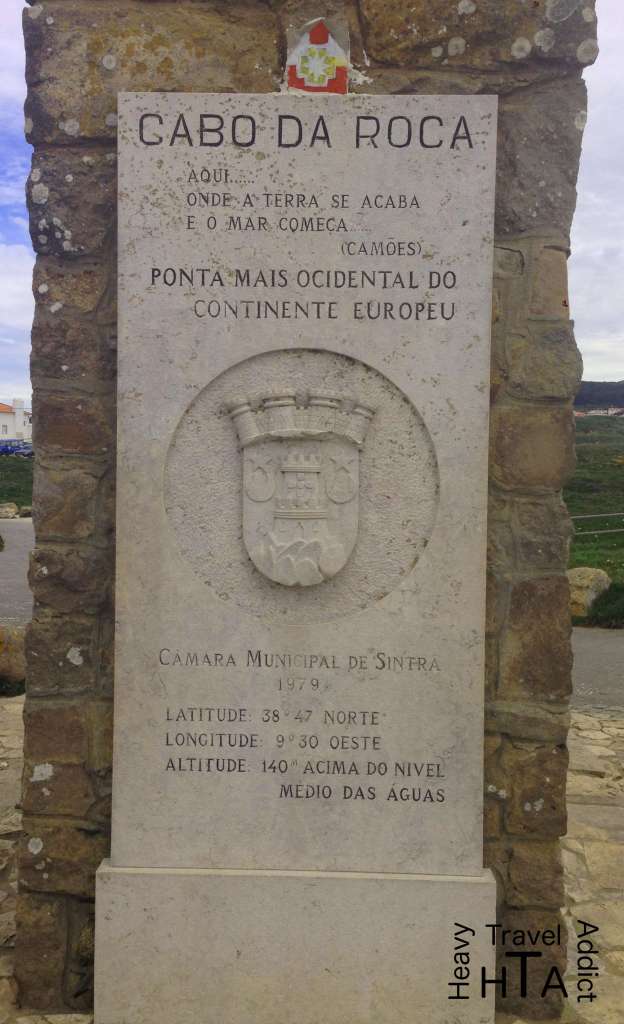 CABO DA ROCA
AQUI.....
ONDE A TERRA SE ACABA
E O MAR COMEÇA.....
(CAMÕES)
PONTA MAIS OCIDENTAL DO
CONTINENTE EUROPEU
CÂMARA MUNICIPAL DE SINTRA
1979
LATITUDE: 38° 47 NORTE
LONGITUDE: 9° 30 OESTE
ALTITUDE: 140m ACIMA DO NIVEL
MÉDIO DAS ÁGUAS
Heavy Travel Addict
HTA